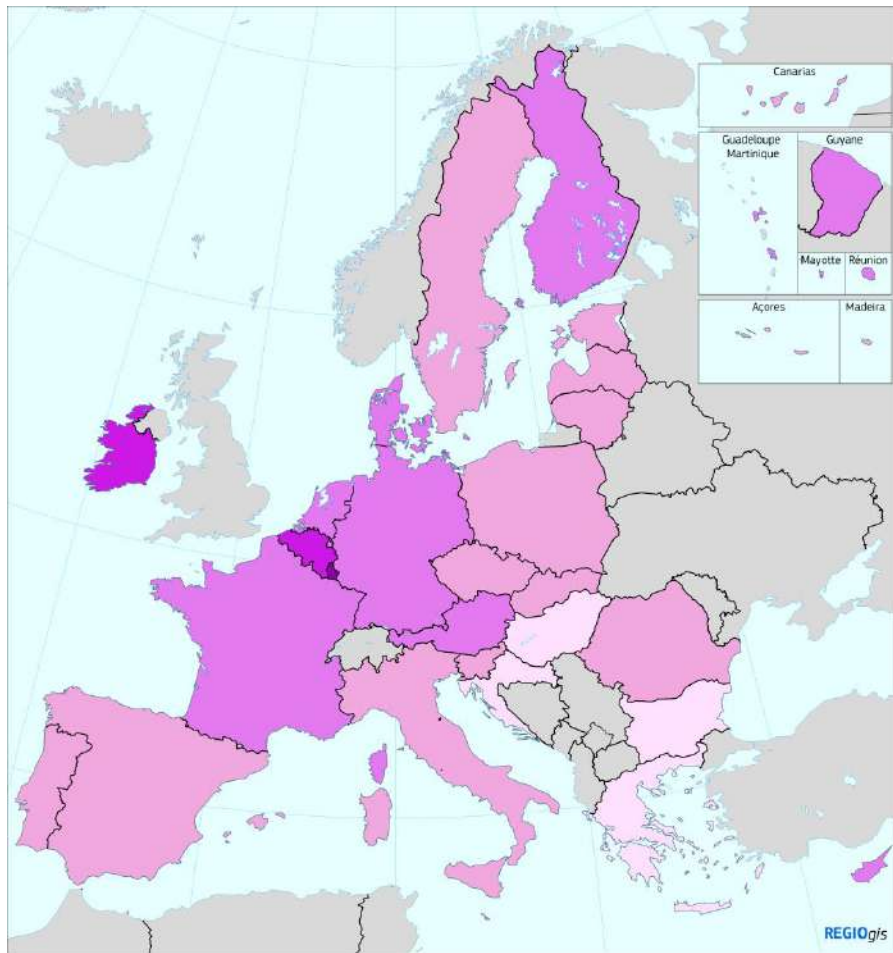 Canarias
Guadeloupe
Martinique
Guyane
Mayotte
Réunion
Açores
Madeira
REGIOgis